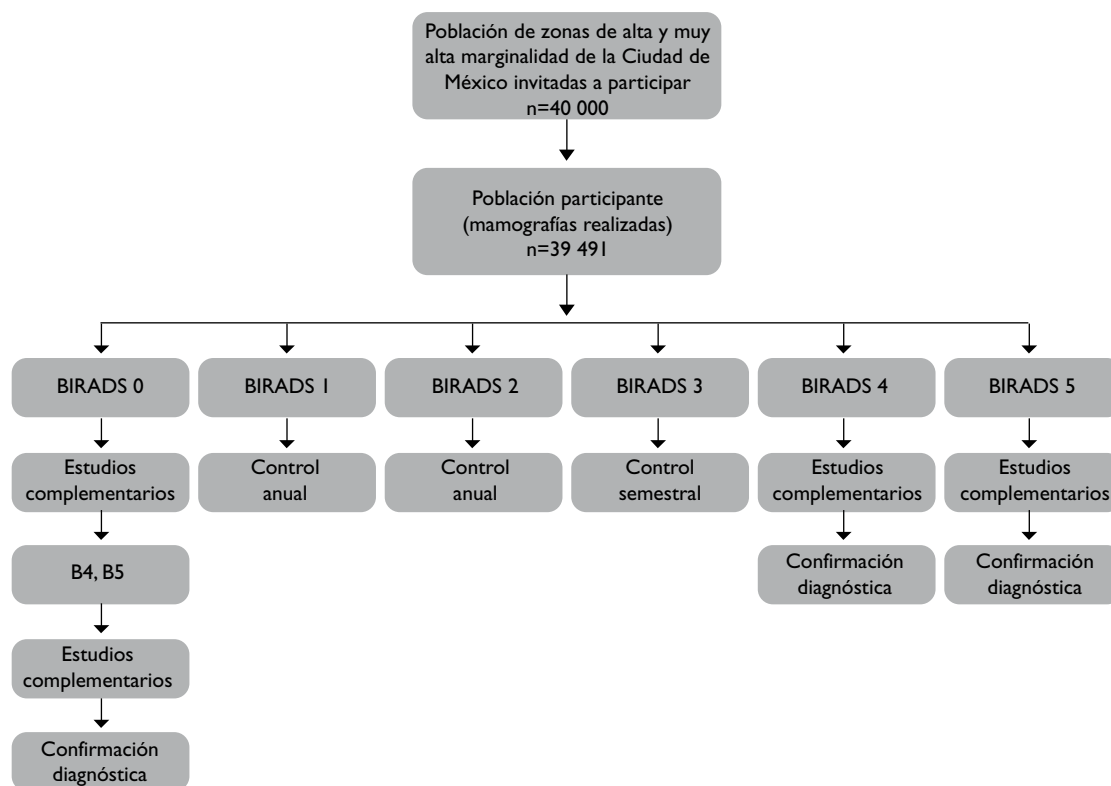 Población de zonas de alta y muy
alta marginalidad de la Ciudad de
México invitadas a participar
n=40 000
Población participante
(mamografías realizadas)
n=39 491
BIRADS 0
BIRADS 1
BIRADS 2
BIRADS 3
BIRADS 4
BIRADS 5
Estudios
complementarios
Control
anual
Control
anual
Control
semestral
Estudios
complementarios
Estudios
complementarios
B4, B5
Confirmación
diagnóstica
Confirmación
diagnóstica
Estudios
complementarios
Confirmación
diagnóstica